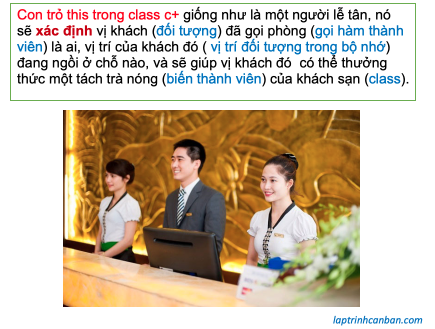 Con trỏ this trong class c+ giống như là một người lễ tân, nó
sẽ xác định vị khách (đối tượng) đã gọi phòng (gọi hàm thành
viên) là ai, vị trí của khách đó ( vị trí đối tượng trong bộ nhớ)
đang ngồi ở chỗ nào, và sẽ giúp vị khách đó  có thể thưởng
thức một tách trà nóng (biến thành viên) của khách sạn (class).
laptrinhcanban.com